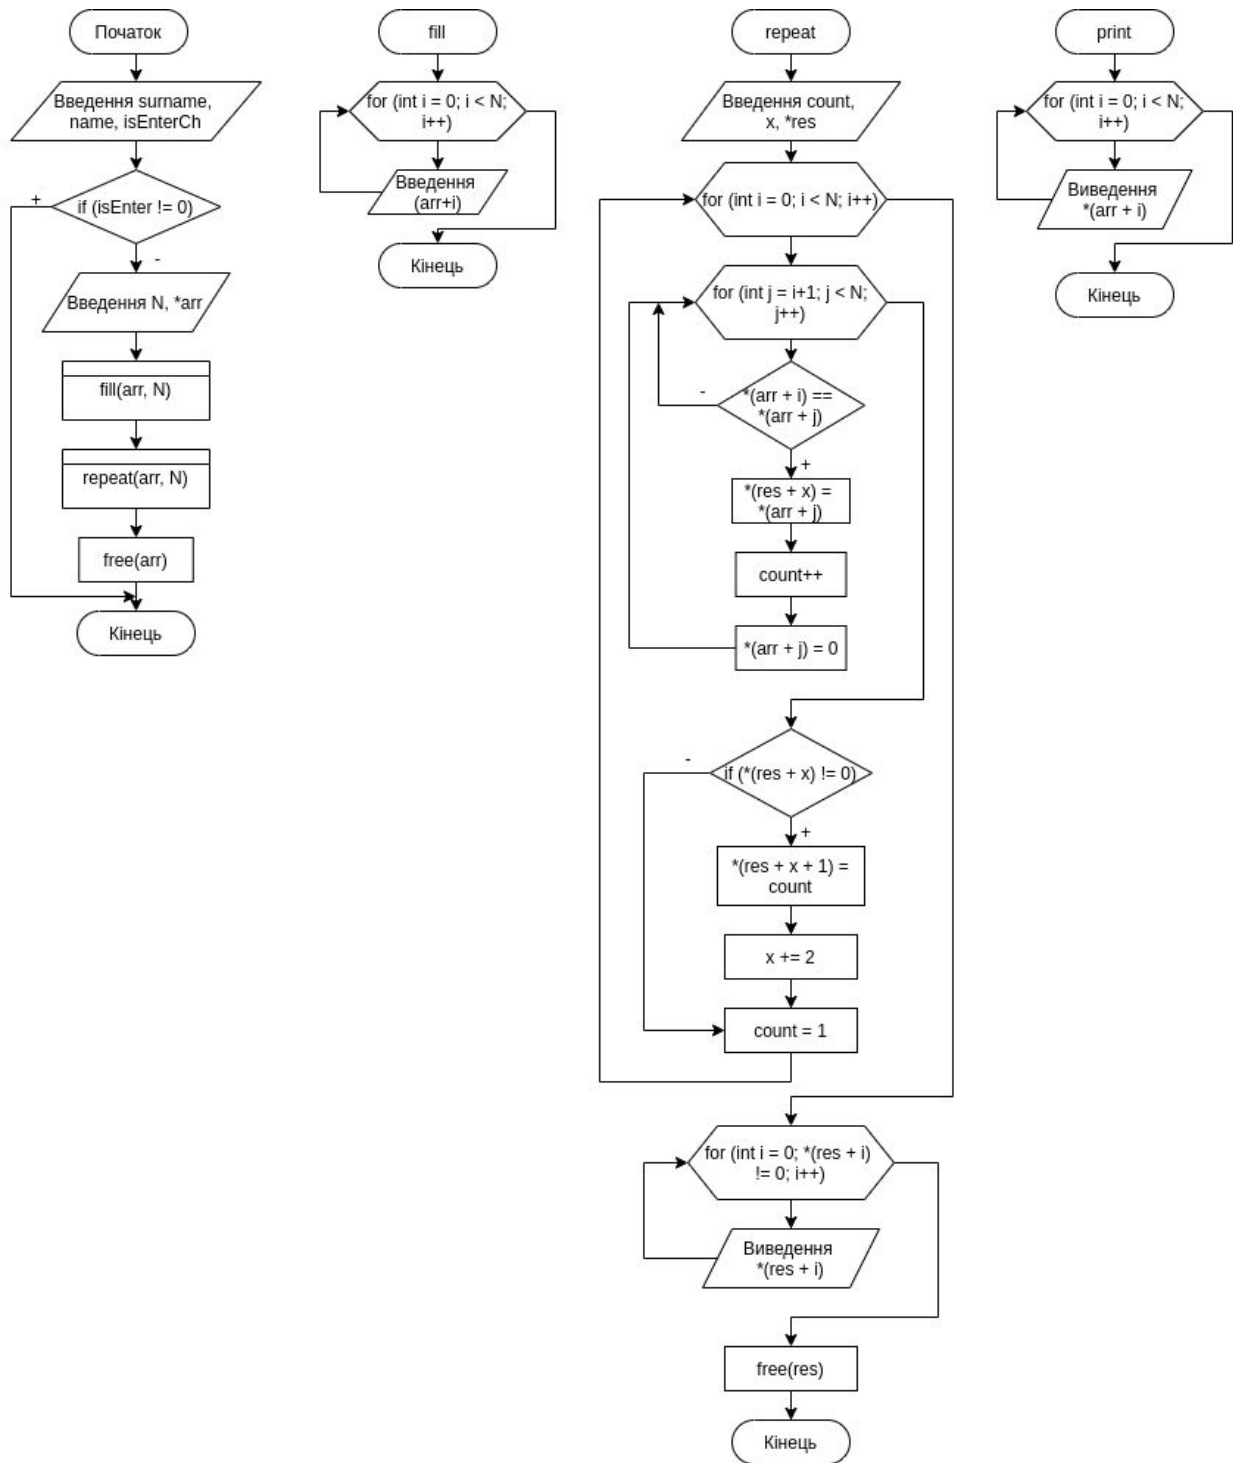 Початок
Введення surname,
name, isEnterCh
+
if (isEnter != 0)
-
Введення N, *arr
fill(arr, N)
repeat(arr, N)
free(arr)
Кінець
fill
for (int i = 0; i < N;
i++)
Введення
(arr+i)
Кінець
repeat
Введення count,
x, *res
for (int i = 0; i < N; i++)
for (int j = i+1; j < N;
j++)
-
*(arr + i) ==
*(arr + j)
+
*(res + x) =
*(arr + j)
count++
*(arr + j) = 0
-
if (*(res + x) != 0)
+
*(res + x + 1) =
count
x += 2
count = 1
for (int i = 0; *(res + i)
!= 0; i++)
Виведення
*(res + i)
free(res)
Кінець
print
for (int i = 0; i < N;
i++)
Виведення
*(arr + i)
Кінець